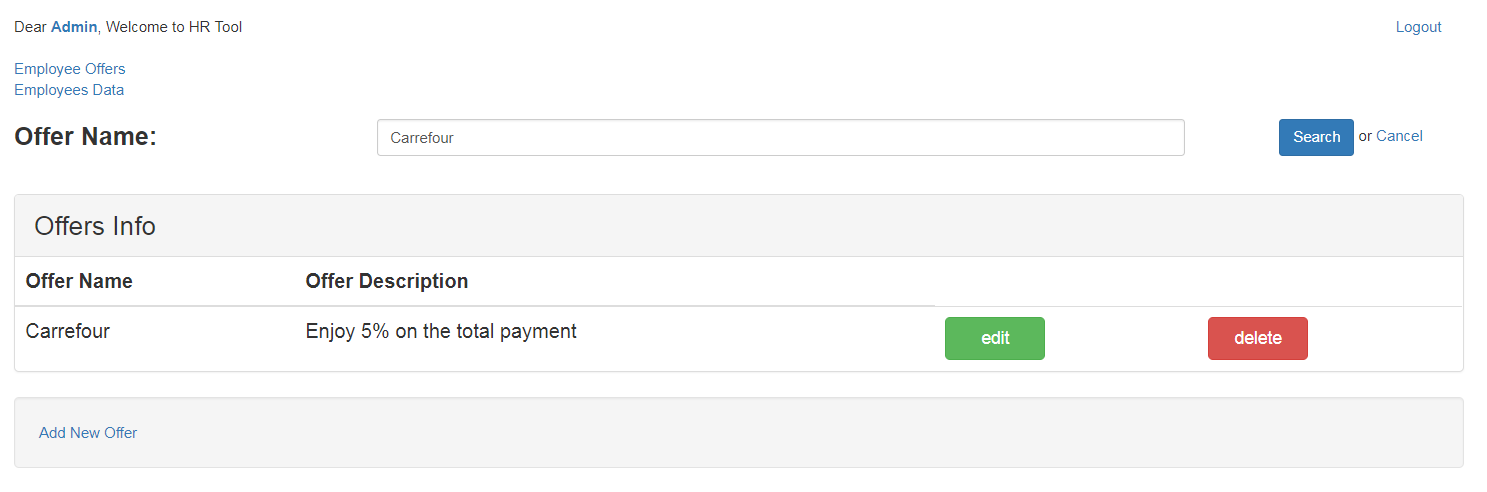 Dear Admin, Welcome to HR Tool
Logout
Employee Offers
Employees Data
Offer Name:
Carrefour
Search or Cancel
Offers Info
Offer Name Offer Description
Carrefour Enjoy 5% on the total payment edit delete
Add New Offer